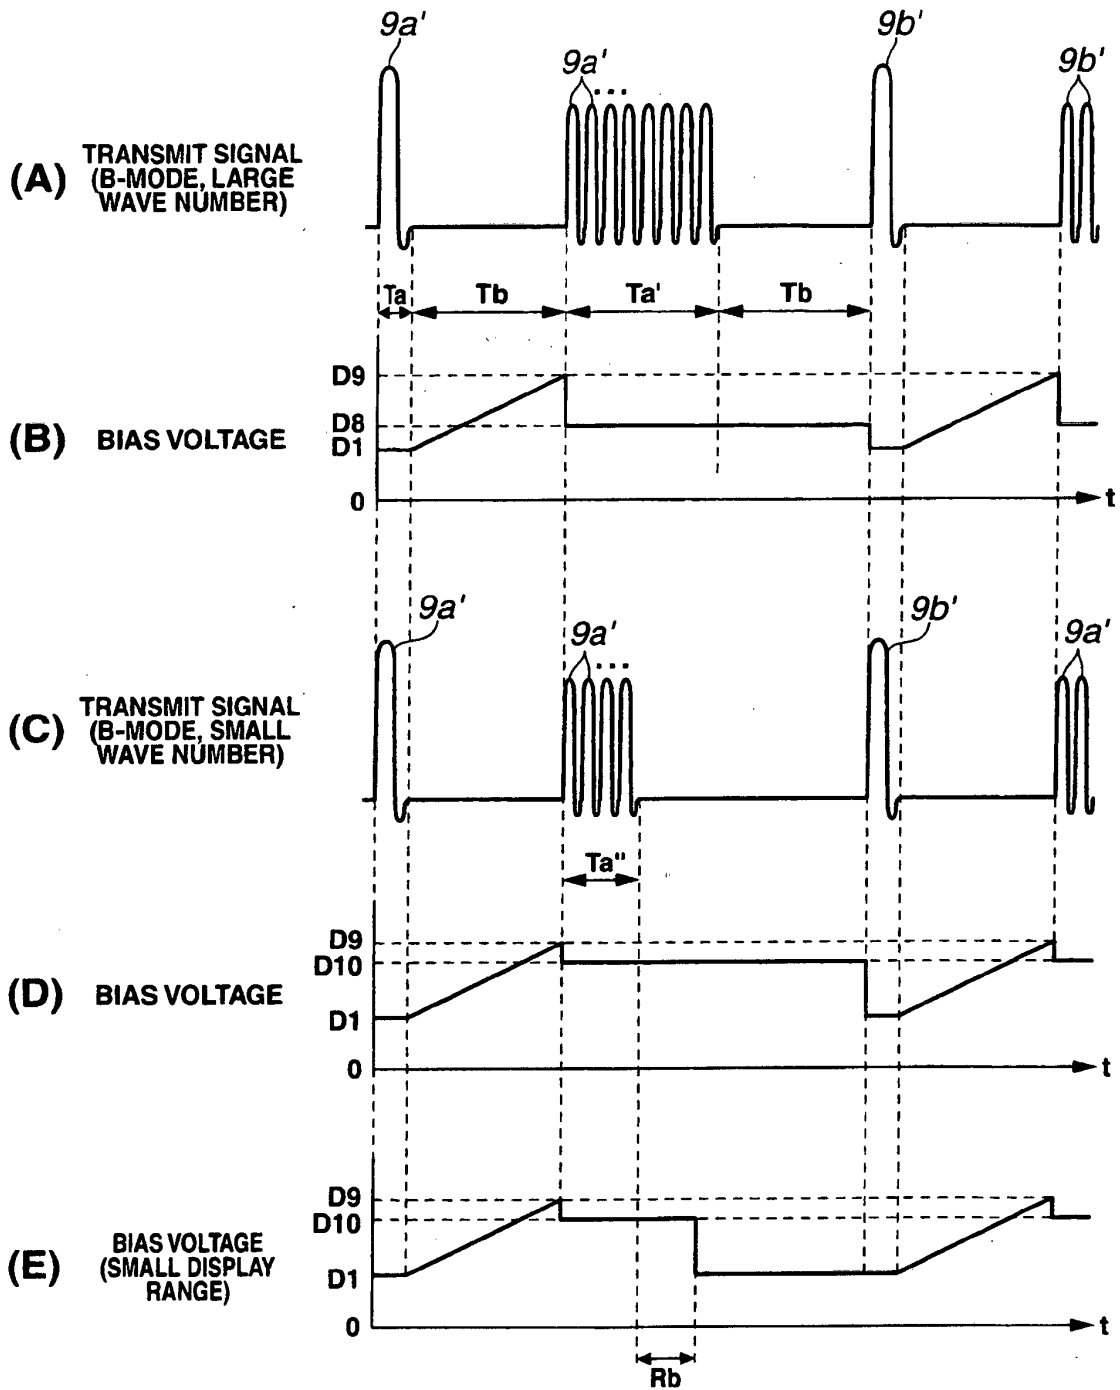 9a'
9a'
...
9b'
9b'
(A)
TRANSMIT SIGNAL
(B-MODE, LARGE
WAVE NUMBER)
Ta
Tb
Ta'
Tb
D9
D8
D1
0
t
(B)
BIAS VOLTAGE
9a'
9a'
...
9b'
9a'
(C)
TRANSMIT SIGNAL
(B-MODE, SMALL
WAVE NUMBER)
Ta"
D9
D10
D1
0
t
(D)
BIAS VOLTAGE
D9
D10
D1
0
t
(E)
BIAS VOLTAGE
(SMALL DISPLAY
RANGE)
Rb